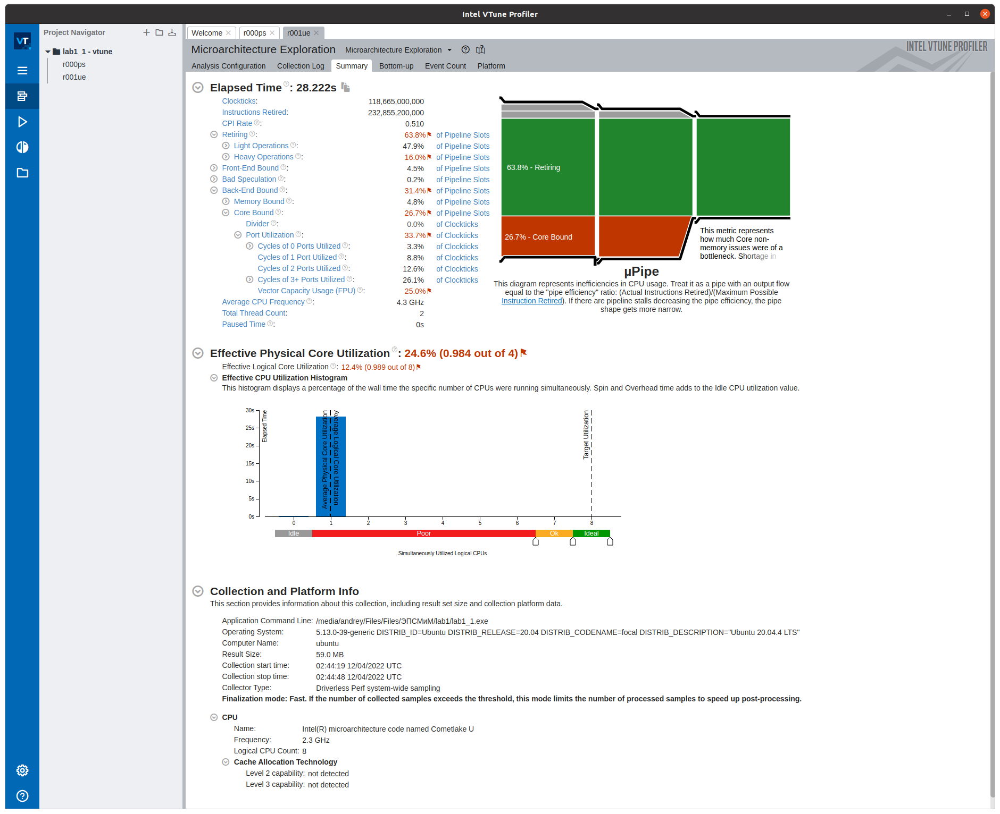 Intel VTune Profiler
VT
Project Navigator
lab1_1 - vtune
r000ps
r001ue
Welcome
r000ps
r001ue
Microarchitecture Exploration
Microarchitecture Exploration
INTEL VTUNE PROFILER
Analysis Configuration
Collection Log
Summary
Bottom-up
Event Count
Platform
Elapsed Time: 28.222s
Clockticks: 118,665,000,000
Instructions Retired: 232,855,200,000
CPI Rate: 0.510
Retiring: 63.8% of Pipeline Slots
Light Operations: 47.9% of Pipeline Slots
Heavy Operations: 16.0% of Pipeline Slots
Front-End Bound: 4.5% of Pipeline Slots
Bad Speculation: 0.2% of Pipeline Slots
Back-End Bound: 31.4% of Pipeline Slots
Memory Bound: 4.8% of Pipeline Slots
Core Bound: 26.7% of Pipeline Slots
Divider: 0.0% of Clockticks
Port Utilization: 33.7% of Clockticks
Cycles of 0 Ports Utilized: 3.3% of Clockticks
Cycles of 1 Port Utilized: 8.8% of Clockticks
Cycles of 2 Ports Utilized: 12.6% of Clockticks
Cycles of 3+ Ports Utilized: 26.1% of Clockticks
Vector Capacity Usage (FPU): 25.0%
Average CPU Frequency: 4.3 GHz
Total Thread Count: 2
Paused Time: 0s
63.8% - Retiring
26.7% - Core Bound
This metric represents
how much Core non-
memory issues were of a
bottleneck. Shortage in
µPipe
This diagram represents inefficiencies in CPU usage. Treat it as a pipe with an output flow
equal to the "pipe efficiency" ratio: (Actual Instructions Retired)/(Maximum Possible
Instruction Retired). If there are pipeline stalls decreasing the pipe efficiency, the pipe
shape gets more narrow.
Effective Physical Core Utilization: 24.6% (0.984 out of 4)
Effective Logical Core Utilization: 12.4% (0.989 out of 8)
Effective CPU Utilization Histogram
This histogram displays a percentage of the wall time the specific number of CPUs were running simultaneously. Spin and Overhead time adds to the Idle CPU utilization value.
30s
25s
20s
15s
10s
5s
0s
Elapsed Time
Average Physical Core Utilization
Average Logical Core Utilization
Target Utilization
0 1 2 3 4 5 6 7 8
Idle Poor Ok Ideal
Simultaneously Utilized Logical CPUs
Collection and Platform Info
This section provides information about this collection, including result set size and collection platform data.
Application Command Line: /media/andrey/Files/Files/ЭПСМиМ/lab1/lab1_1.exe
Operating System: 5.13.0-39-generic DISTRIB_ID=Ubuntu DISTRIB_RELEASE=20.04 DISTRIB_CODENAME=focal DISTRIB_DESCRIPTION="Ubuntu 20.04.4 LTS"
Computer Name: ubuntu
Result Size: 59.0 MB
Collection start time: 02:44:19 12/04/2022 UTC
Collection stop time: 02:44:48 12/04/2022 UTC
Collector Type: Driverless Perf system-wide sampling
Finalization mode: Fast. If the number of collected samples exceeds the threshold, this mode limits the number of processed samples to speed up post-processing.
CPU
Name: Intel(R) microarchitecture code named Cometlake U
Frequency: 2.3 GHz
Logical CPU Count: 8
Cache Allocation Technology
Level 2 capability: not detected
Level 3 capability: not detected